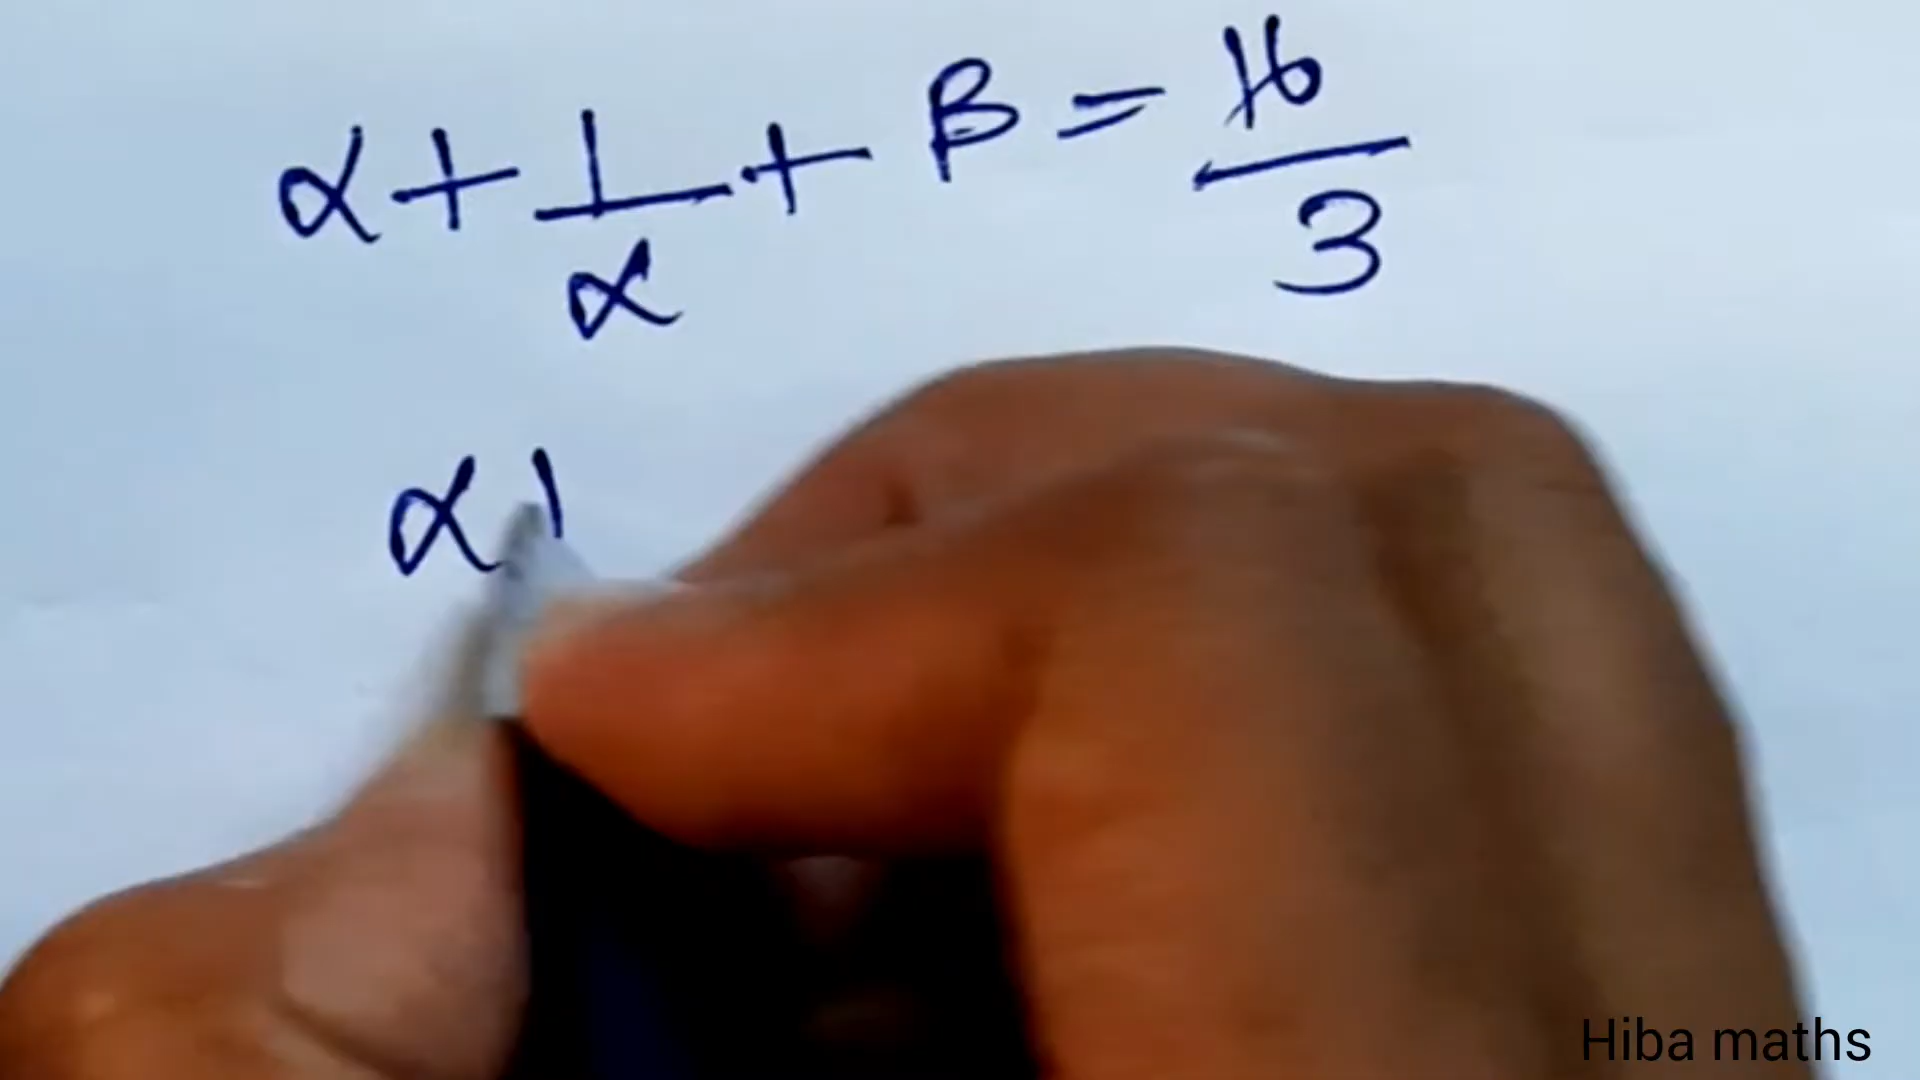 α + 1/α + β = 16/3
α
Hiba maths